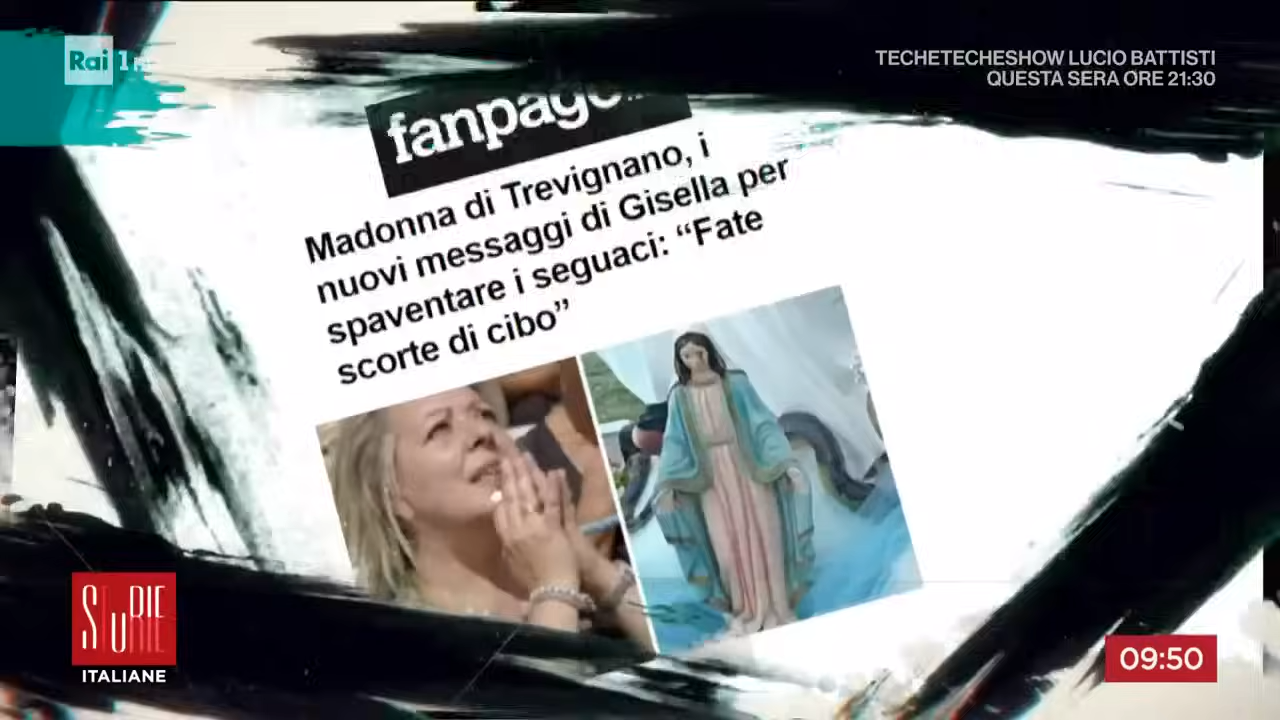 Rai 1
TECHETECHESHOW LUCIO BATTISTI
QUESTA SERA ORE 21:30
fanpage
Madonna di Trevignano, i
nuovi messaggi di Gisella per
spaventare i seguaci: “Fate
scorte di cibo”
STORIE
ITALIANE
09:50